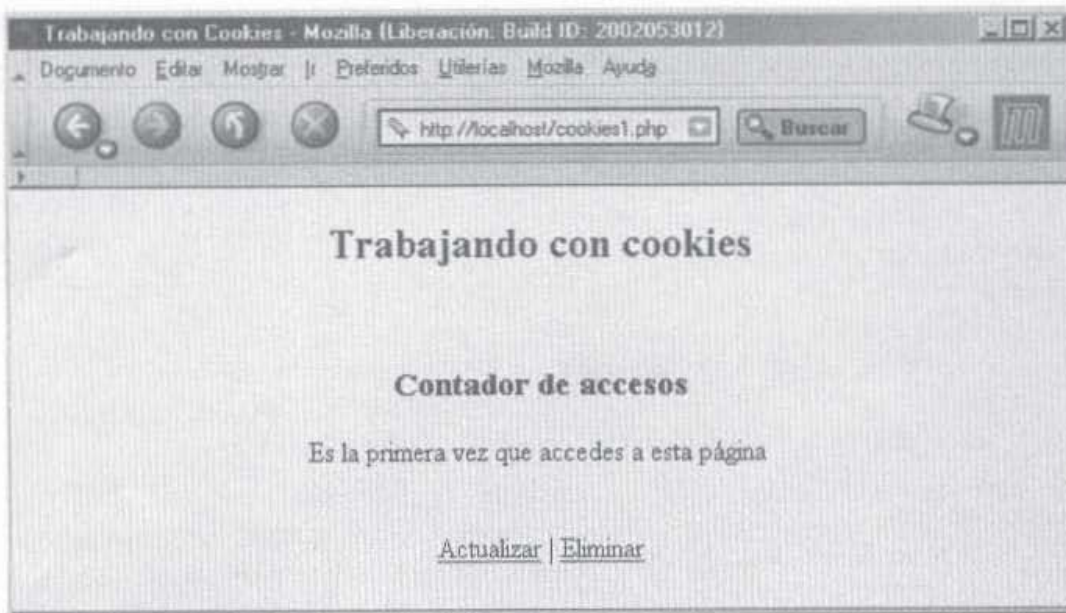 Trabajando con Cookies - Mozilla {Liberación: Build ID: 2002053012}
Documento Editar Mostrar Ir Preferidos Utilerías Mozilla Ayuda
http://localhost/cookies1.php Buscar
Trabajando con cookies
Contador de accesos
Es la primera vez que accedes a esta página
Actualizar | Eliminar